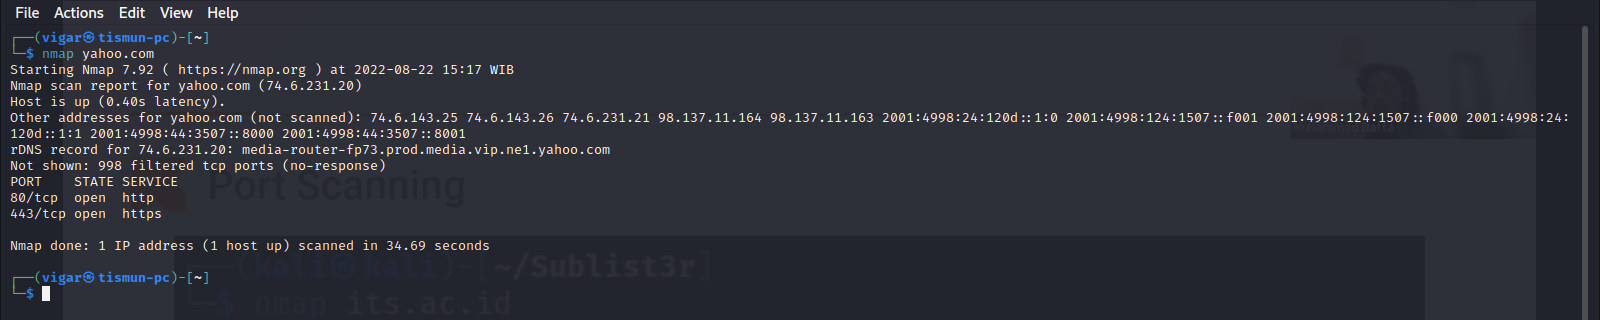 File Actions Edit View Help
┌──(vigar㉿tismun-pc)-[~]
└─$ nmap yahoo.com
Starting Nmap 7.92 ( https://nmap.org ) at 2022-08-22 15:17 WIB
Nmap scan report for yahoo.com (74.6.231.20)
Host is up (0.40s latency).
Other addresses for yahoo.com (not scanned): 74.6.143.25 74.6.143.26 74.6.231.21 98.137.11.164 98.137.11.163 2001:4998:24:120d::1:0 2001:4998:124:1507::f001 2001:4998:124:1507::f000 2001:4998:24:
120d::1:1 2001:4998:44:3507::8000 2001:4998:44:3507::8001
rDNS record for 74.6.231.20: media-router-fp73.prod.media.vip.ne1.yahoo.com
Not shown: 998 filtered tcp ports (no-response)
PORT    STATE SERVICE
80/tcp  open  http
Port Scanning
443/tcp open  https
Nmap done: 1 IP address (1 host up) scanned in 34.69 seconds
┌──(kali㉿kali)-[~/Sublist3r]
┌──(vigar㉿tismun-pc)-[~]
└─$
└─$ nmap its.ac.id